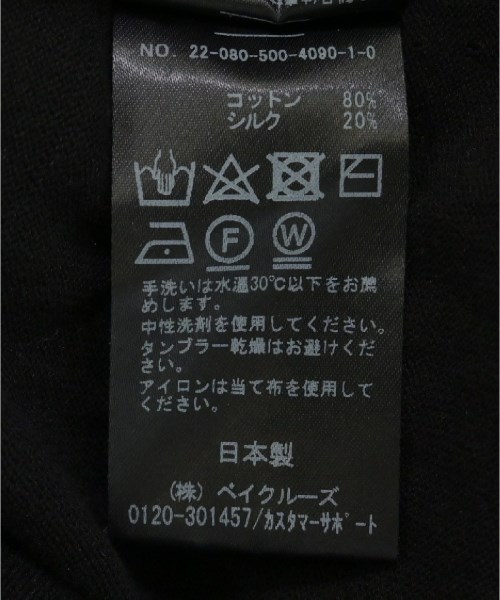 NO. 22-080-500-4090-1-0
コットン 80%
シルク 20%
F W
手洗いは水温30℃以下をお薦
めします。
中性洗剤を使用してください。
タンブラー乾燥はお避けくだ
さい。
アイロンは当て布を使用して
ください。
日本製
(株) ベイクルーズ
0120-301457/カスタマーサポート